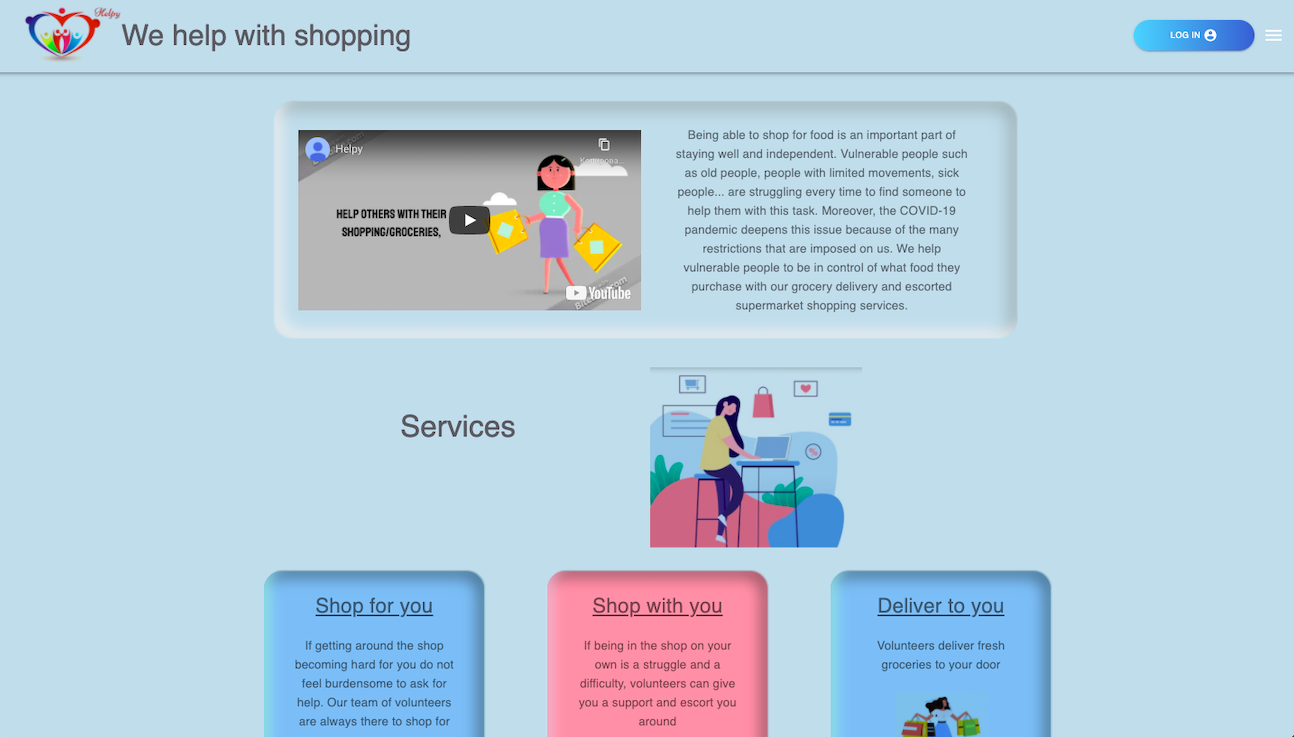 Helpy
We help with shopping
LOG IN
Helpy
HELP OTHERS WITH THEIR
SHOPPING/GROCERIES,
YouTube
Being able to shop for food is an important part of
staying well and independent. Vulnerable people such
as old people, people with limited movements, sick
people... are struggling every time to find someone to
help them with this task. Moreover, the COVID-19
pandemic deepens this issue because of the many
restrictions that are imposed on us. We help
vulnerable people to be in control of what food they
purchase with our grocery delivery and escorted
supermarket shopping services.
Services
Shop for you
If getting around the shop
becoming hard for you do not
feel burdensome to ask for
help. Our team of volunteers
are always there to shop for
Shop with you
If being in the shop on your
own is a struggle and a
difficulty, volunteers can give
you a support and escort you
around
Deliver to you
Volunteers deliver fresh
groceries to your door